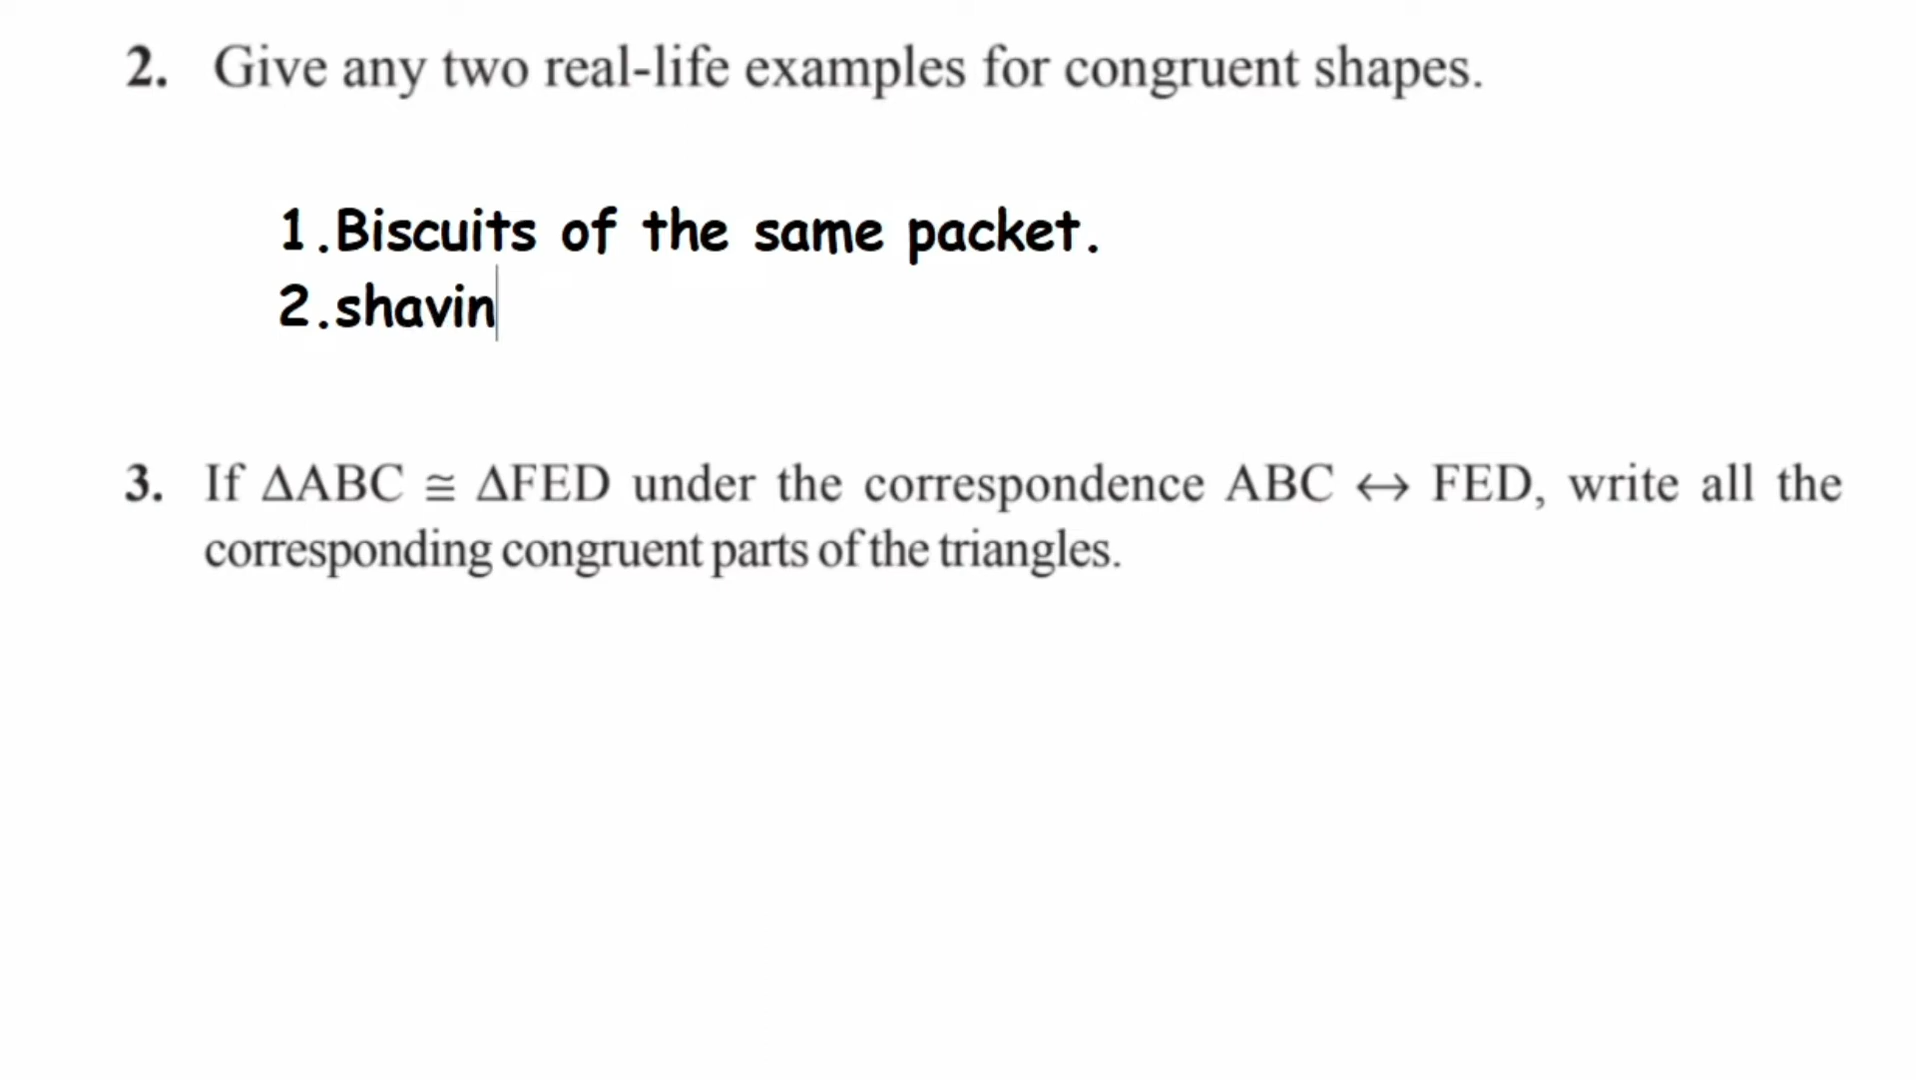 2. Give any two real-life examples for congruent shapes.
1.Biscuits of the same packet.
2.shavin
3. If ΔABC ≅ ΔFED under the correspondence ABC ↔ FED, write all the
corresponding congruent parts of the triangles.